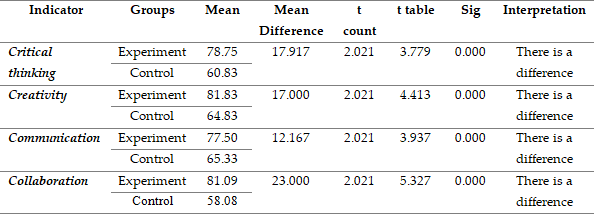 Indicator Groups Mean Mean Difference t count t table Sig Interpretation
Critical thinking Experiment 78.75 17.917 2.021 3.779 0.000 There is a difference
Control 60.83
Creativity Experiment 81.83 17.000 2.021 4.413 0.000 There is a difference
Control 64.83
Communication Experiment 77.50 12.167 2.021 3.937 0.000 There is a difference
Control 65.33
Collaboration Experiment 81.09 23.000 2.021 5.327 0.000 There is a difference
Control 58.08